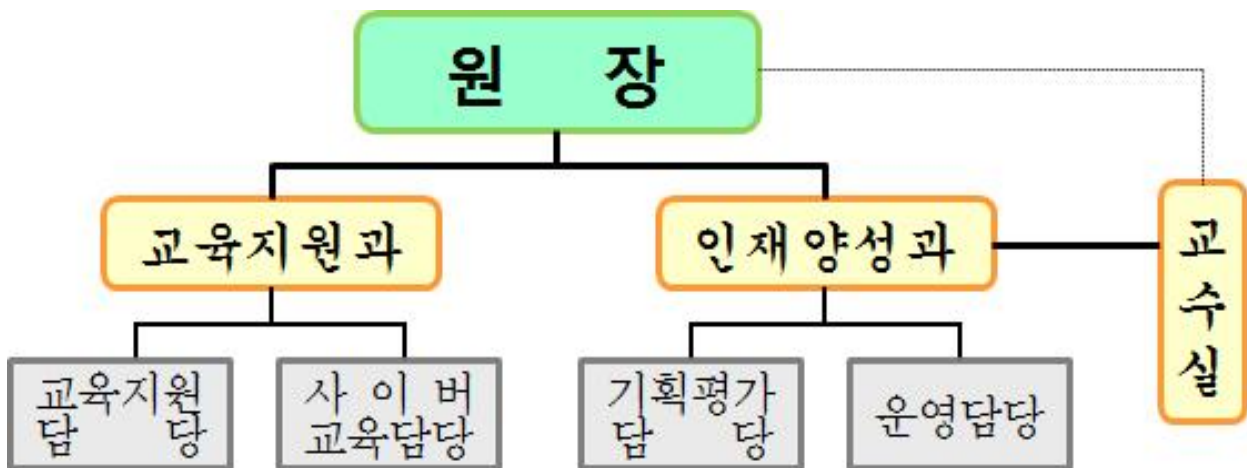 원 장
교육지원과
인재양성과
교수실
교육지원
담 당
사 이 버
교육담당
기획평가
담 당
운영담당